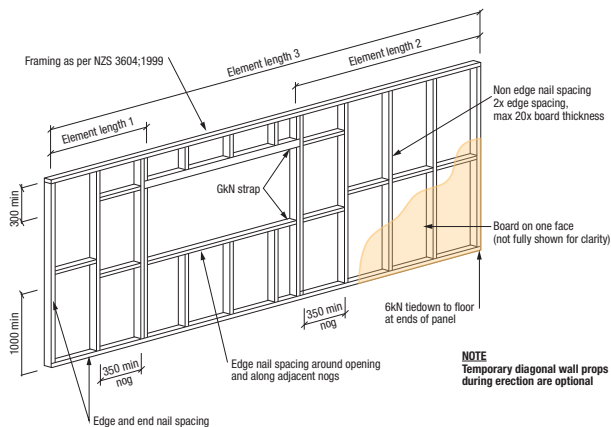 Element length 3
Element length 2
Framing as per NZS 3604;1999
Element length 1
Non edge nail spacing
2x edge spacing,
max 20x board thickness
300 min
GkN strap
Board on one face
(not fully shown for clarity)
1000 min
350 min
nog
6kN tiedown to floor
at ends of panel
350 min
nog
Edge nail spacing around opening
and along adjacent nogs
NOTE
Temporary diagonal wall props
during erection are optional
Edge and end nail spacing